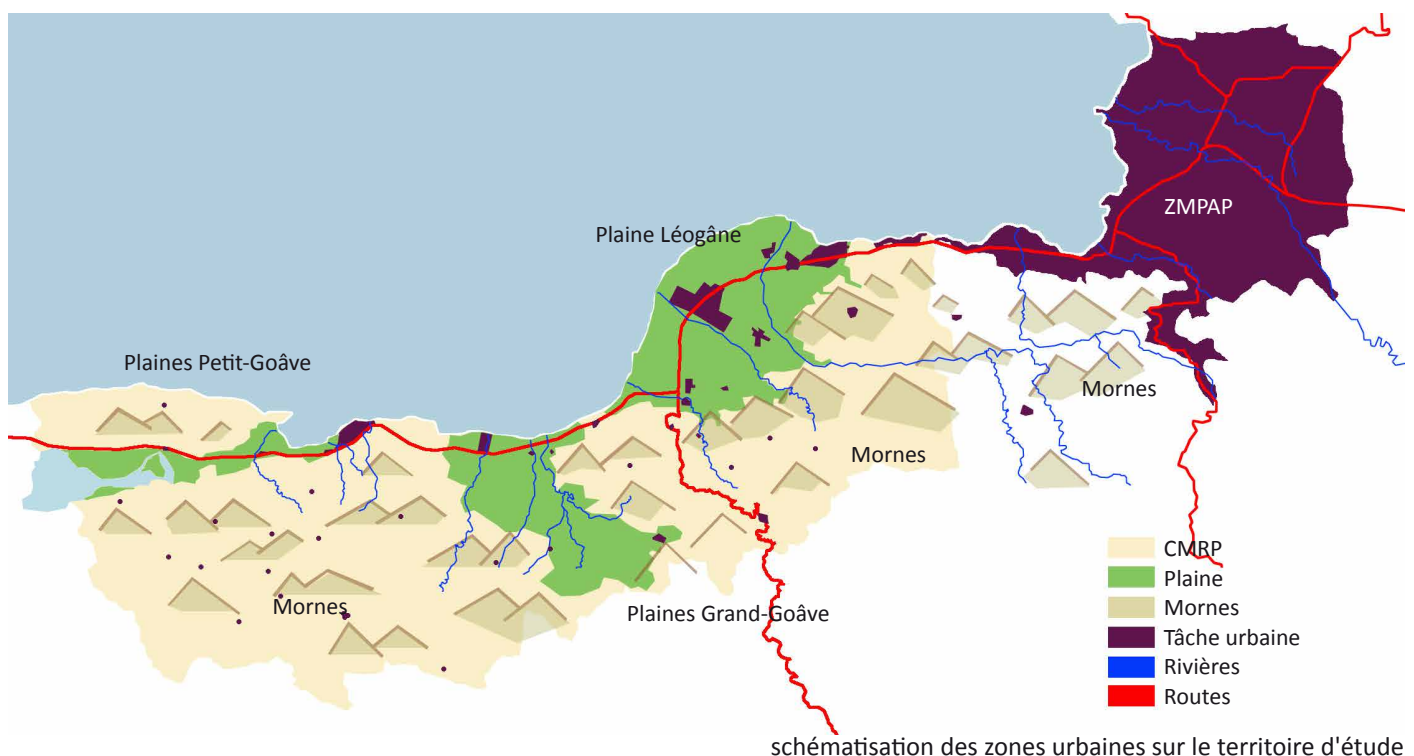 ZMPAP
Plaine Léogâne
Plaines Petit-Goâve
Mornes
Mornes
Mornes
Plaines Grand-Goâve
CMRP
Plaine
Mornes
Tâche urbaine
Rivières
Routes
schématisation des zones urbaines sur le territoire d'étude